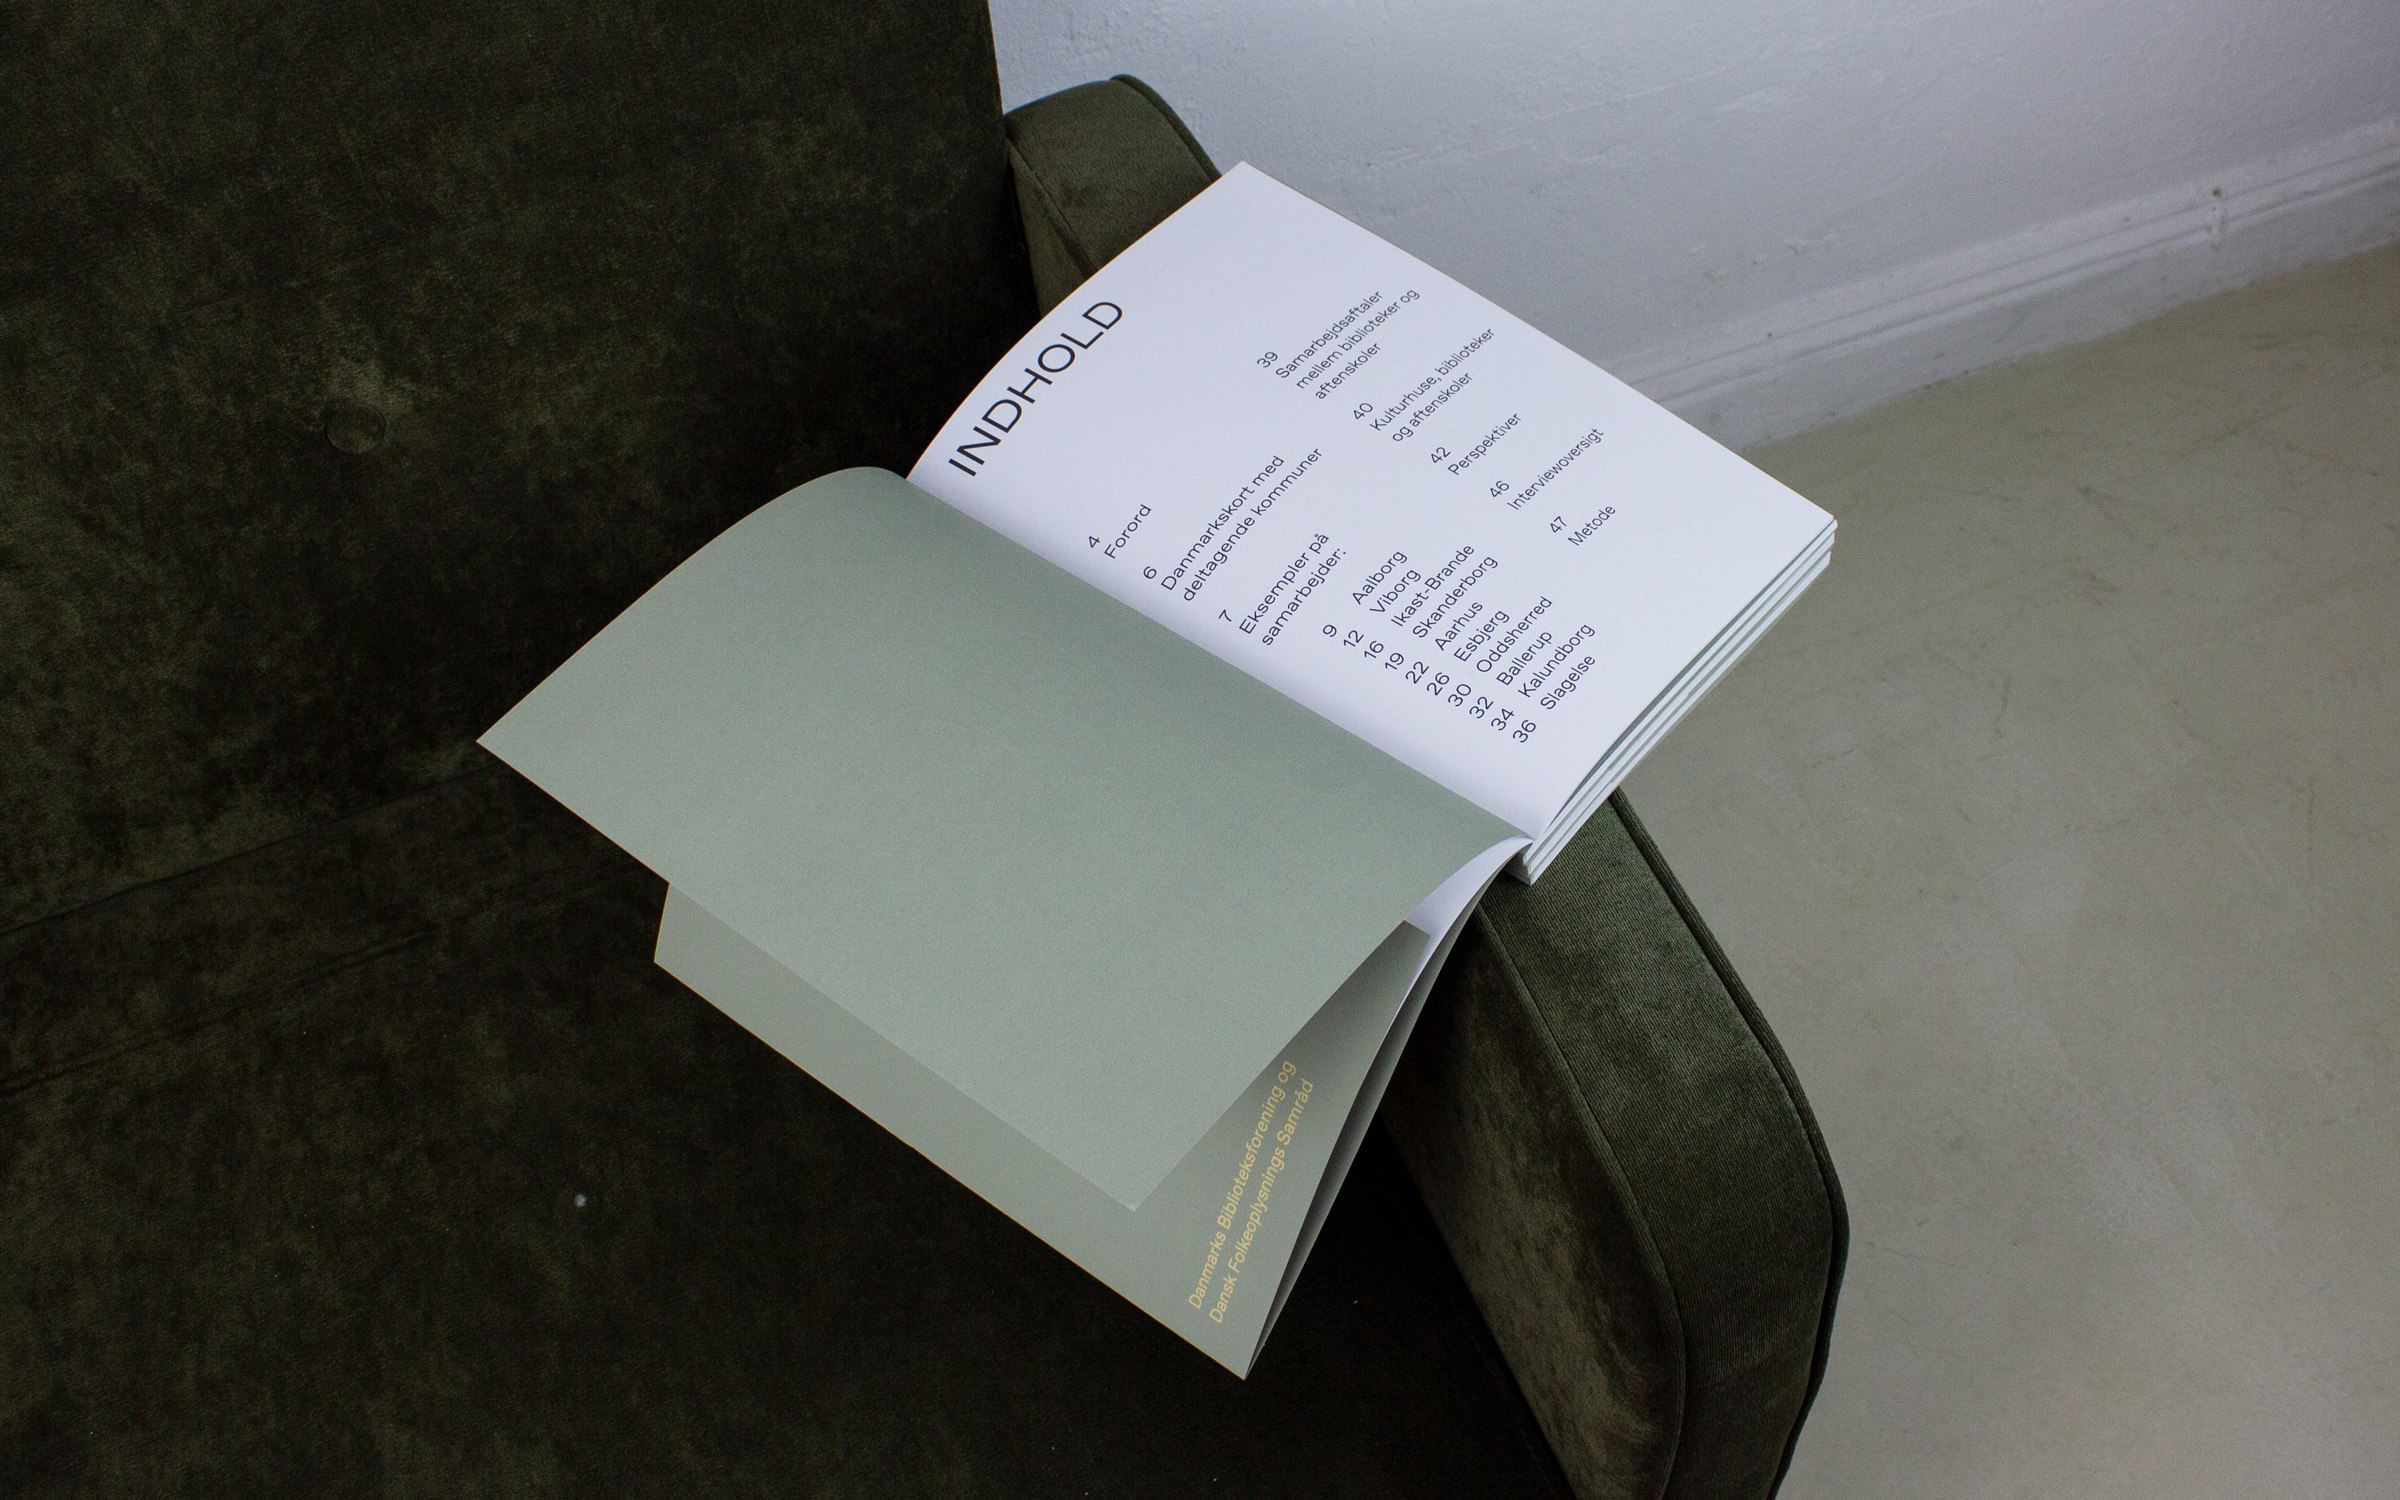 INDHOLD
4
Forord
6
Danmarkskort med
deltagende kommuner
7
Eksempler på
samarbejder:
9 Aalborg
12 Viborg
16 Ikast-Brande
19 Skanderborg
22 Aarhus
26 Esbjerg
30 Oddsherred
32 Ballerup
34 Kalundborg
36 Slagelse
39
Samarbejdsaftaler
mellem biblioteker og
aftenskoler
40
Kulturhuse, biblioteker
og aftenskoler
42
Perspektiver
46
Interviewoversigt
47
Metode
Danmarks Biblioteksforening og
Dansk Folkeoplysnings Samråd